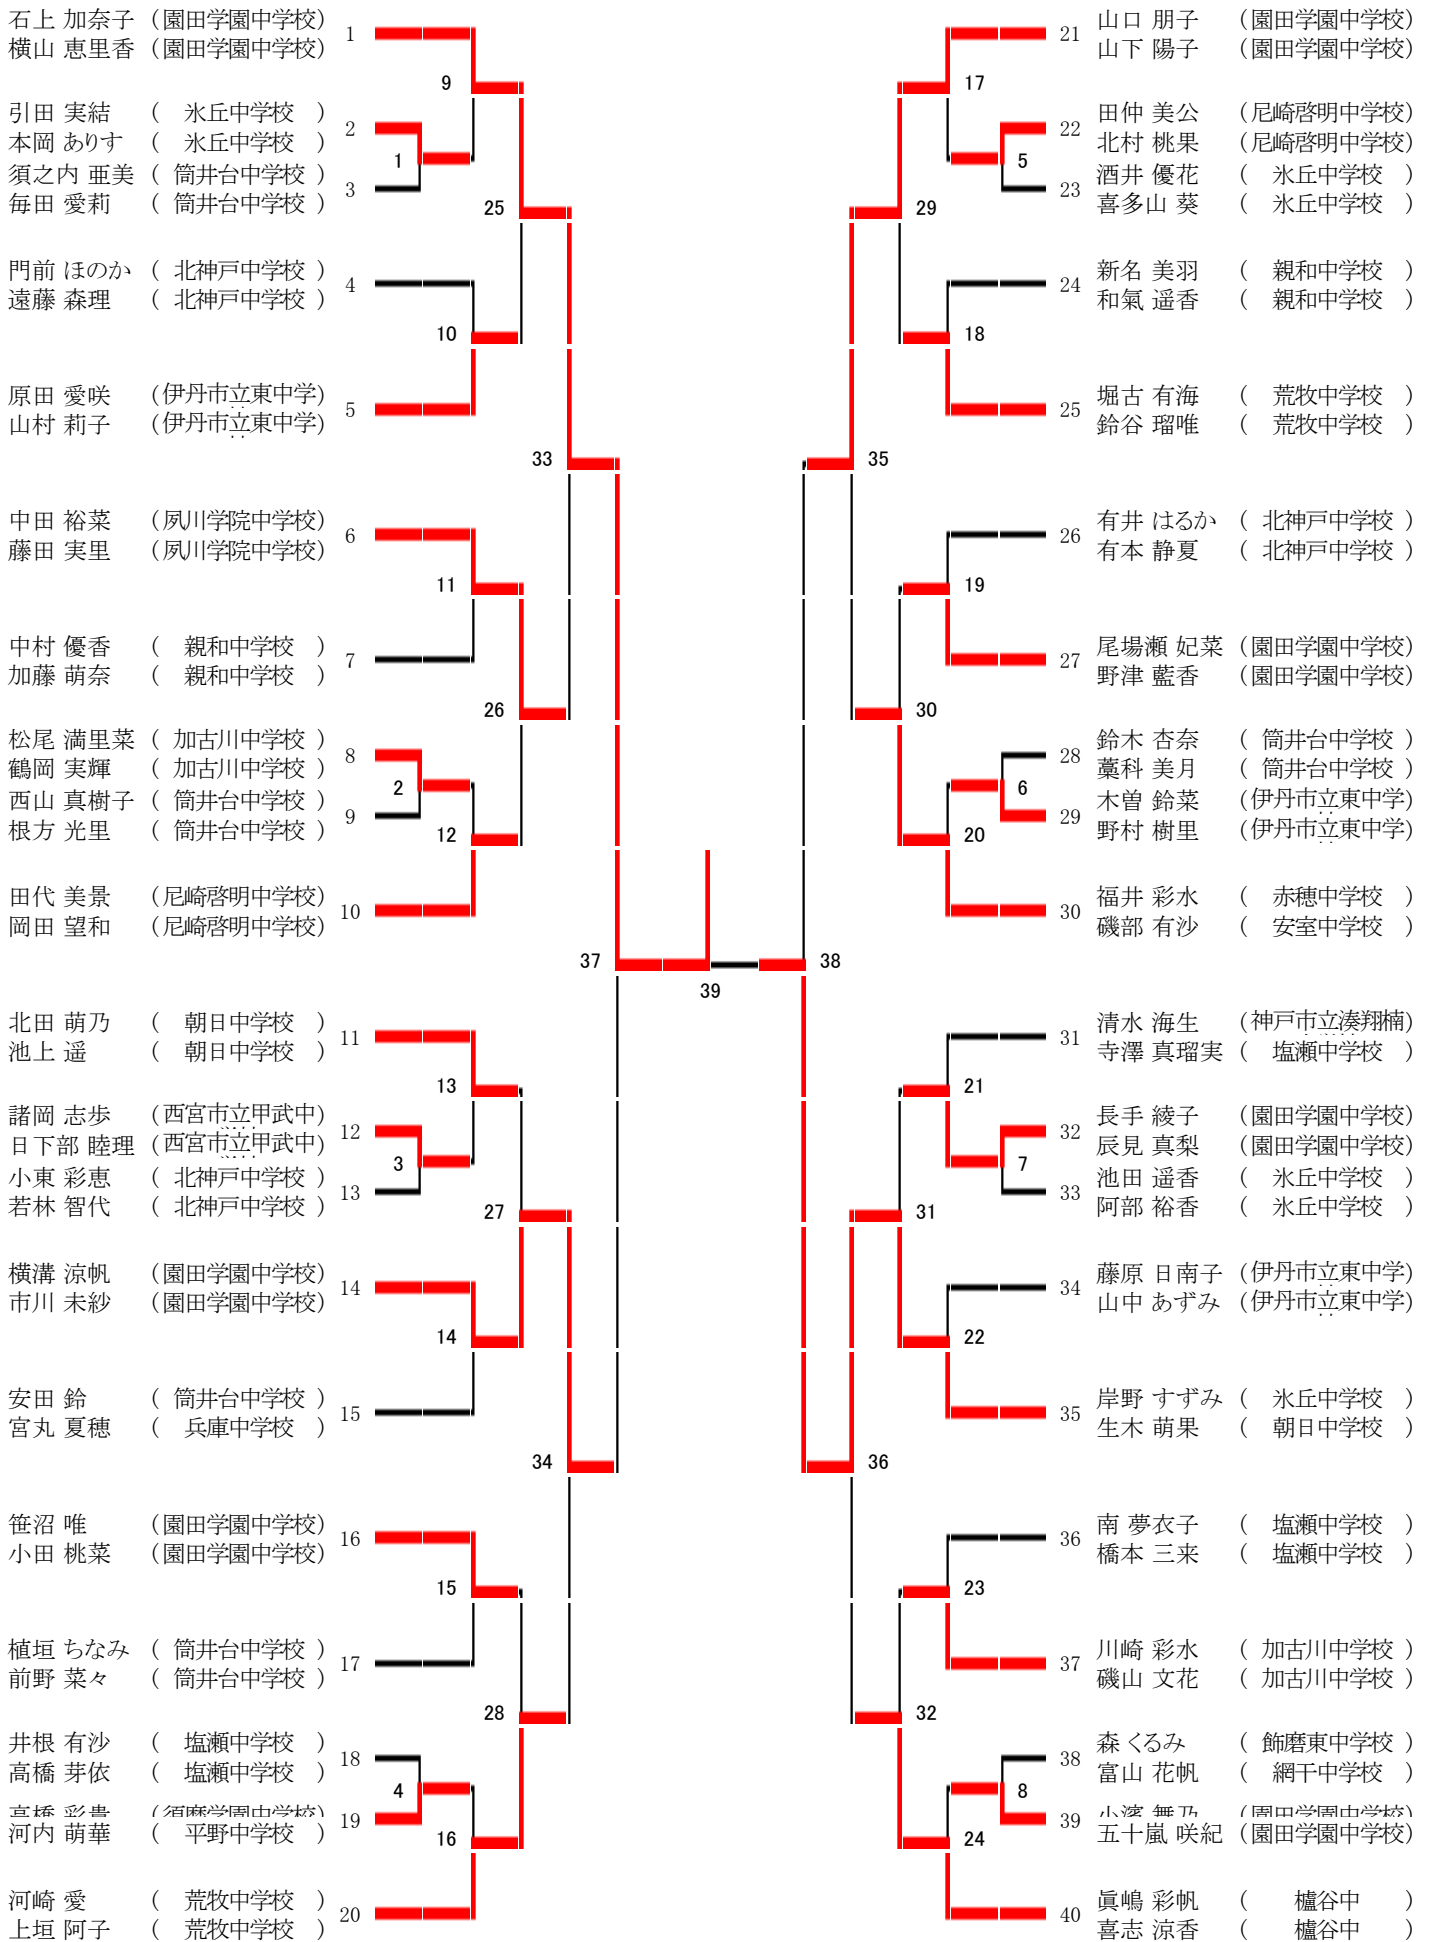 石上 加奈子 (園田学園中学校)
横山 恵里香 (園田学園中学校)
1
引田 実結 ( 氷丘中学校 )
本岡 ありす ( 氷丘中学校 )
2
須之内 亜美 ( 筒井台中学校 )
毎田 愛莉 ( 筒井台中学校 )
3
門前 ほのか ( 北神戸中学校 )
遠藤 森理 ( 北神戸中学校 )
4
原田 愛咲 (伊丹市立東中学)
山村 莉子 (伊丹市立東中学)
5
中田 裕菜 (夙川学院中学校)
藤田 実里 (夙川学院中学校)
6
中村 優香 ( 親和中学校 )
加藤 萌奈 ( 親和中学校 )
7
松尾 満里菜 ( 加古川中学校 )
鶴岡 実輝 ( 加古川中学校 )
8
西山 真樹子 ( 筒井台中学校 )
根方 光里 ( 筒井台中学校 )
9
田代 美景 (尼崎啓明中学校)
岡田 望和 (尼崎啓明中学校)
10
北田 萌乃 ( 朝日中学校 )
池上 遥 ( 朝日中学校 )
11
諸岡 志歩 (西宮市立甲武中)
日下部 睦理 (西宮市立甲武中)
12
小東 彩恵 ( 北神戸中学校 )
若林 智代 ( 北神戸中学校 )
13
横溝 涼帆 (園田学園中学校)
市川 未紗 (園田学園中学校)
14
安田 鈴 ( 筒井台中学校 )
宮丸 夏穂 ( 兵庫中学校 )
15
笹沼 唯 (園田学園中学校)
小田 桃菜 (園田学園中学校)
16
植垣 ちなみ ( 筒井台中学校 )
前野 菜々 ( 筒井台中学校 )
17
井根 有沙 ( 塩瀬中学校 )
高橋 芽依 ( 塩瀬中学校 )
18
高橋 彩貴 (須磨学園中学校)
河内 萌華 ( 平野中学校 )
19
河崎 愛 ( 荒牧中学校 )
上垣 阿子 ( 荒牧中学校 )
20
1
2
3
4
9
10
11
12
13
14
15
16
25
26
27
28
33
34
37
39
38
35
36
29
30
31
32
17
18
19
20
21
22
23
24
5
6
7
8
21
山口 朋子 (園田学園中学校)
山下 陽子 (園田学園中学校)
22
田仲 美公 (尼崎啓明中学校)
北村 桃果 (尼崎啓明中学校)
23
酒井 優花 ( 氷丘中学校 )
喜多山 葵 ( 氷丘中学校 )
24
新名 美羽 ( 親和中学校 )
和氣 遥香 ( 親和中学校 )
25
堀古 有海 ( 荒牧中学校 )
鈴谷 瑠唯 ( 荒牧中学校 )
26
有井 はるか ( 北神戸中学校 )
有本 静夏 ( 北神戸中学校 )
27
尾場瀬 妃菜 (園田学園中学校)
野津 藍香 (園田学園中学校)
28
鈴木 杏奈 ( 筒井台中学校 )
藁科 美月 ( 筒井台中学校 )
29
木曽 鈴菜 (伊丹市立東中学)
野村 樹里 (伊丹市立東中学)
30
福井 彩水 ( 赤穂中学校 )
磯部 有沙 ( 安室中学校 )
31
清水 海生 (神戸市立湊翔楠)
寺澤 真瑠実 ( 塩瀬中学校 )
32
長手 綾子 (園田学園中学校)
辰見 真梨 (園田学園中学校)
33
池田 遥香 ( 氷丘中学校 )
阿部 裕香 ( 氷丘中学校 )
34
藤原 日南子 (伊丹市立東中学)
山中 あずみ (伊丹市立東中学)
35
岸野 すずみ ( 氷丘中学校 )
生木 萌果 ( 朝日中学校 )
36
南 夢衣子 ( 塩瀬中学校 )
橋本 三来 ( 塩瀬中学校 )
37
川崎 彩水 ( 加古川中学校 )
磯山 文花 ( 加古川中学校 )
38
森 くるみ ( 飾磨東中学校 )
富山 花帆 ( 網干中学校 )
39
小濱 舞乃 (園田学園中学校)
五十嵐 咲紀 (園田学園中学校)
40
眞嶋 彩帆 ( 櫨谷中 )
喜志 涼香 ( 櫨谷中 )